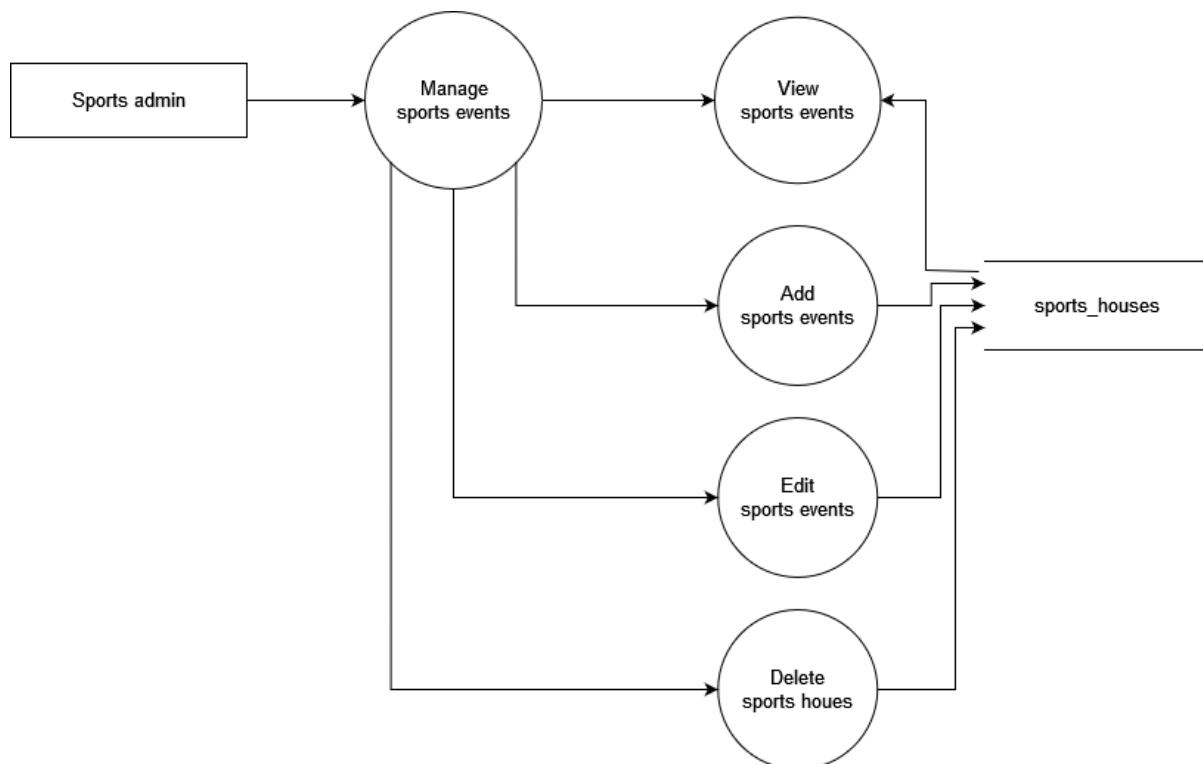 Sports admin
Manage
sports events
View
sports events
Add
sports events
sports_houses
Edit
sports events
Delete
sports houes